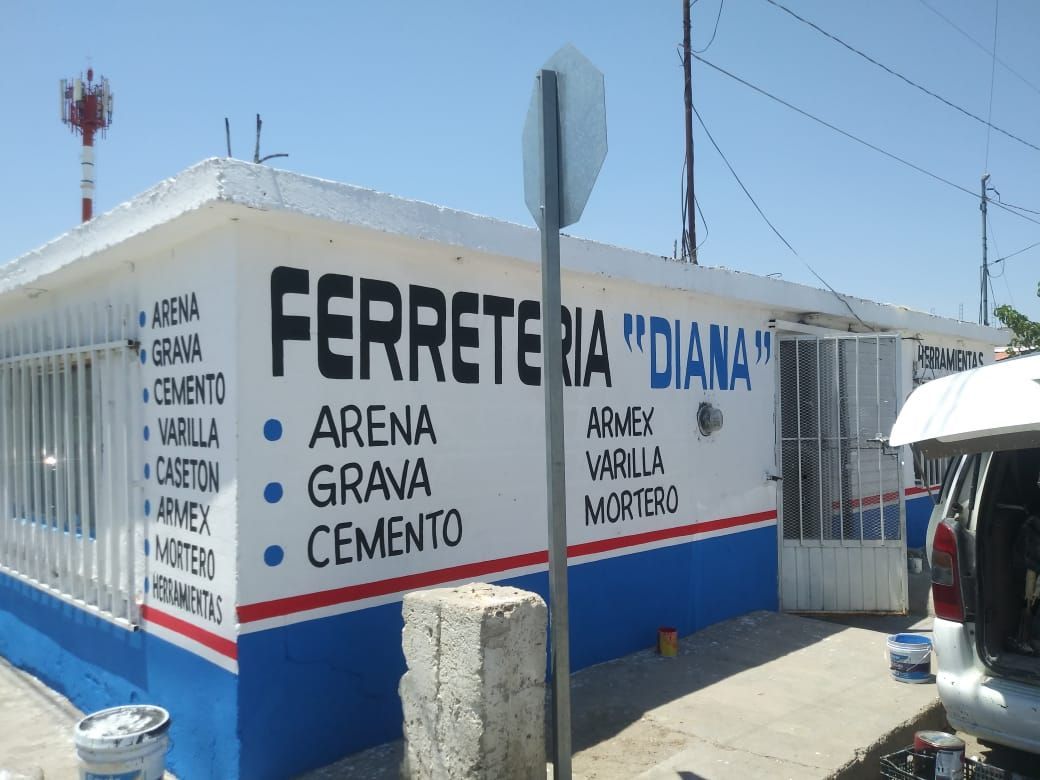 • ARENA
• GRAVA
• CEMENTO
• VARILLA
• CASETON
• ARMEX
• MORTERO
• HERRAMIENTAS
FERRETERIA "DIANA"
• ARENA
• GRAVA
• CEMENTO
ARMEX
VARILLA
MORTERO
HERRAMIENTAS